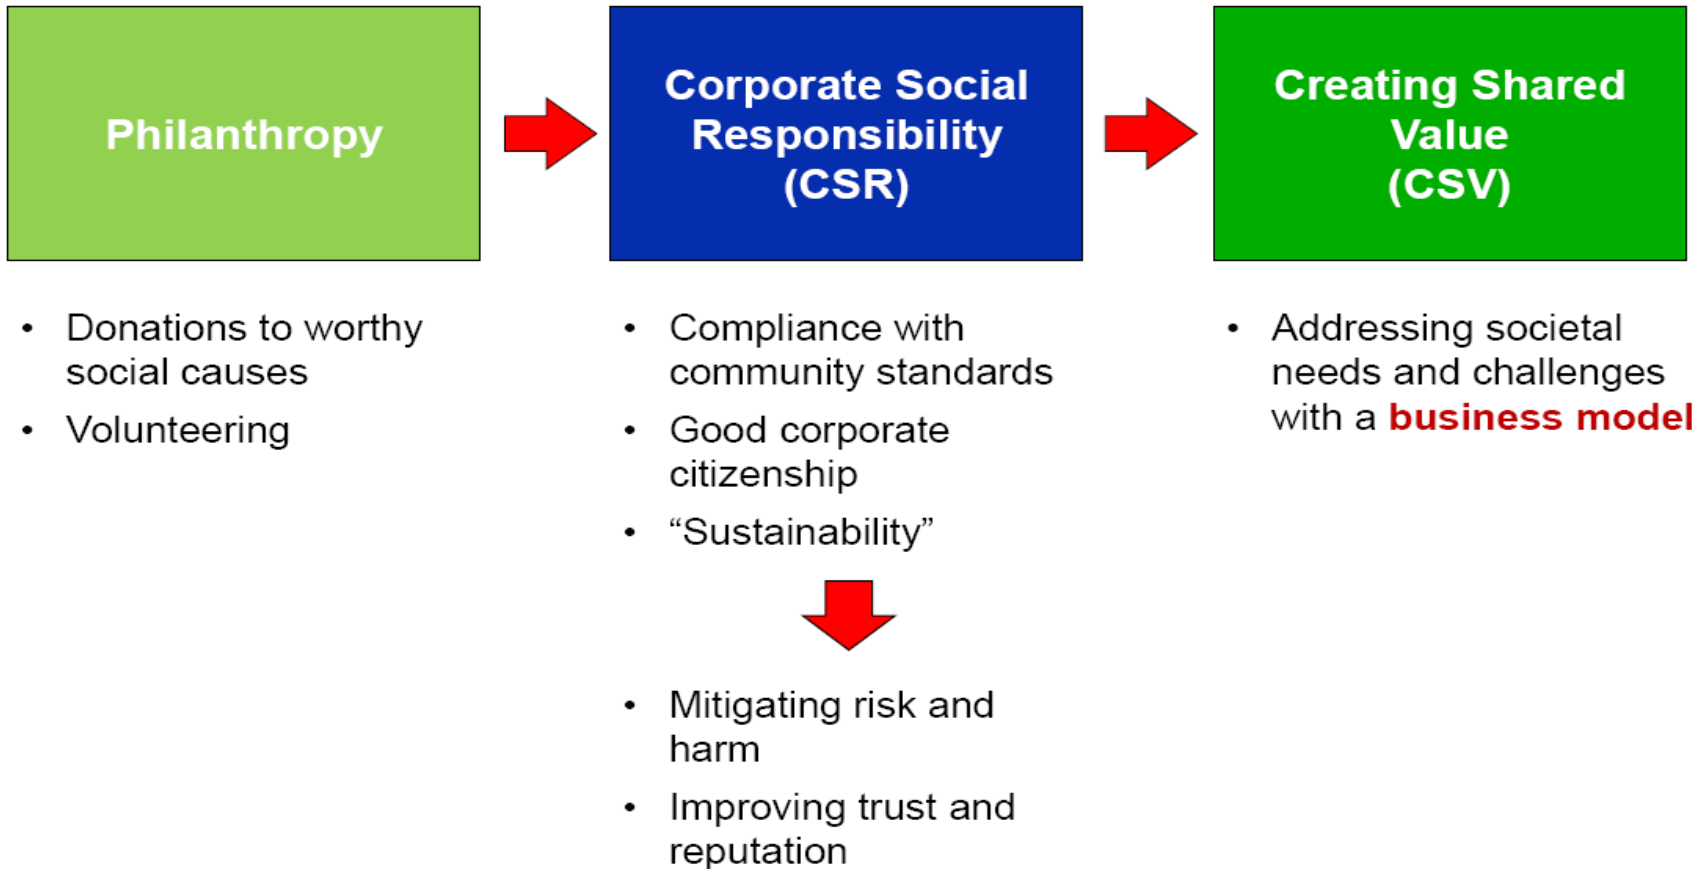 Philanthropy
• Donations to worthy
social causes
• Volunteering
Corporate Social
Responsibility
(CSR)
• Compliance with
community standards
• Good corporate
citizenship
• “Sustainability”
• Mitigating risk and
harm
• Improving trust and
reputation
Creating Shared
Value
(CSV)
• Addressing societal
needs and challenges
with a business model